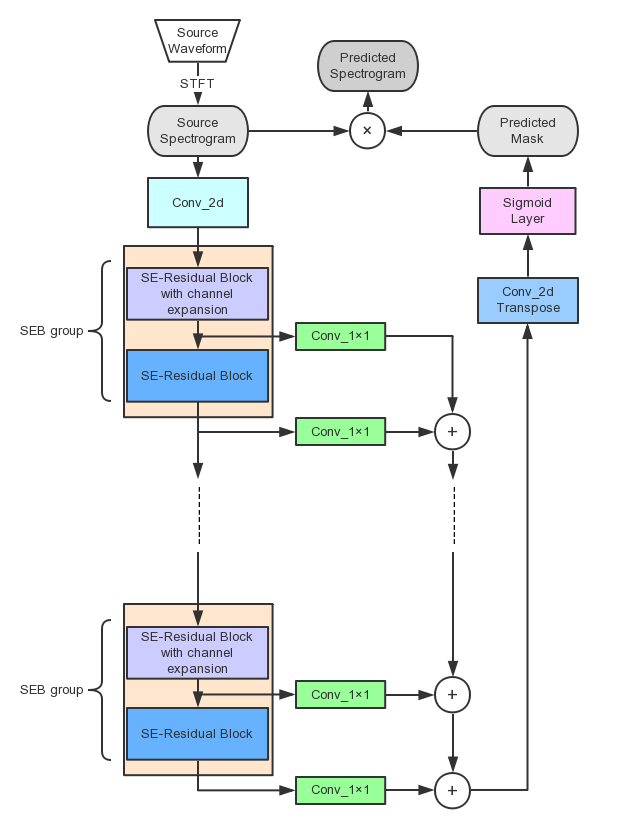 Source
Waveform
STFT
Source
Spectrogram
Predicted
Spectrogram
×
Predicted
Mask
Conv_2d
Sigmoid
Layer
Conv_2d
Transpose
SEB group
SE-Residual Block
with channel
expansion
SE-Residual Block
Conv_1×1
Conv_1×1
+
SEB group
SE-Residual Block
with channel
expansion
SE-Residual Block
Conv_1×1
+
Conv_1×1
+